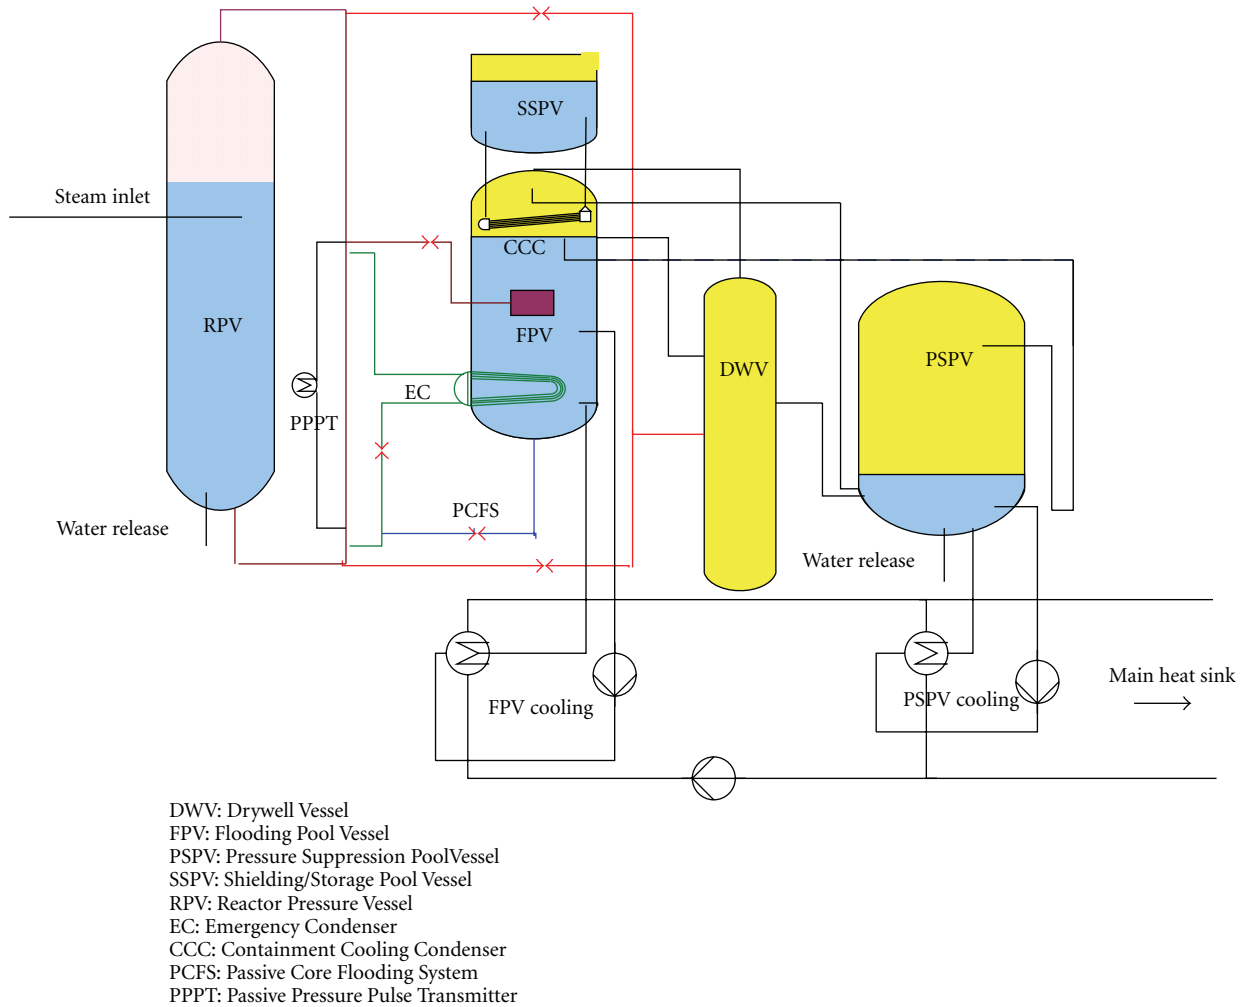 SSPV
Steam inlet
CCC
RPV
FPV
DWV
PSPV
EC
PPPT
PCFS
Water release
Water release
Main heat sink
FPV cooling
PSPV cooling
DWV: Drywell Vessel
FPV: Flooding Pool Vessel
PSPV: Pressure Suppression PoolVessel
SSPV: Shielding/Storage Pool Vessel
RPV: Reactor Pressure Vessel
EC: Emergency Condenser
CCC: Containment Cooling Condenser
PCFS: Passive Core Flooding System
PPPT: Passive Pressure Pulse Transmitter